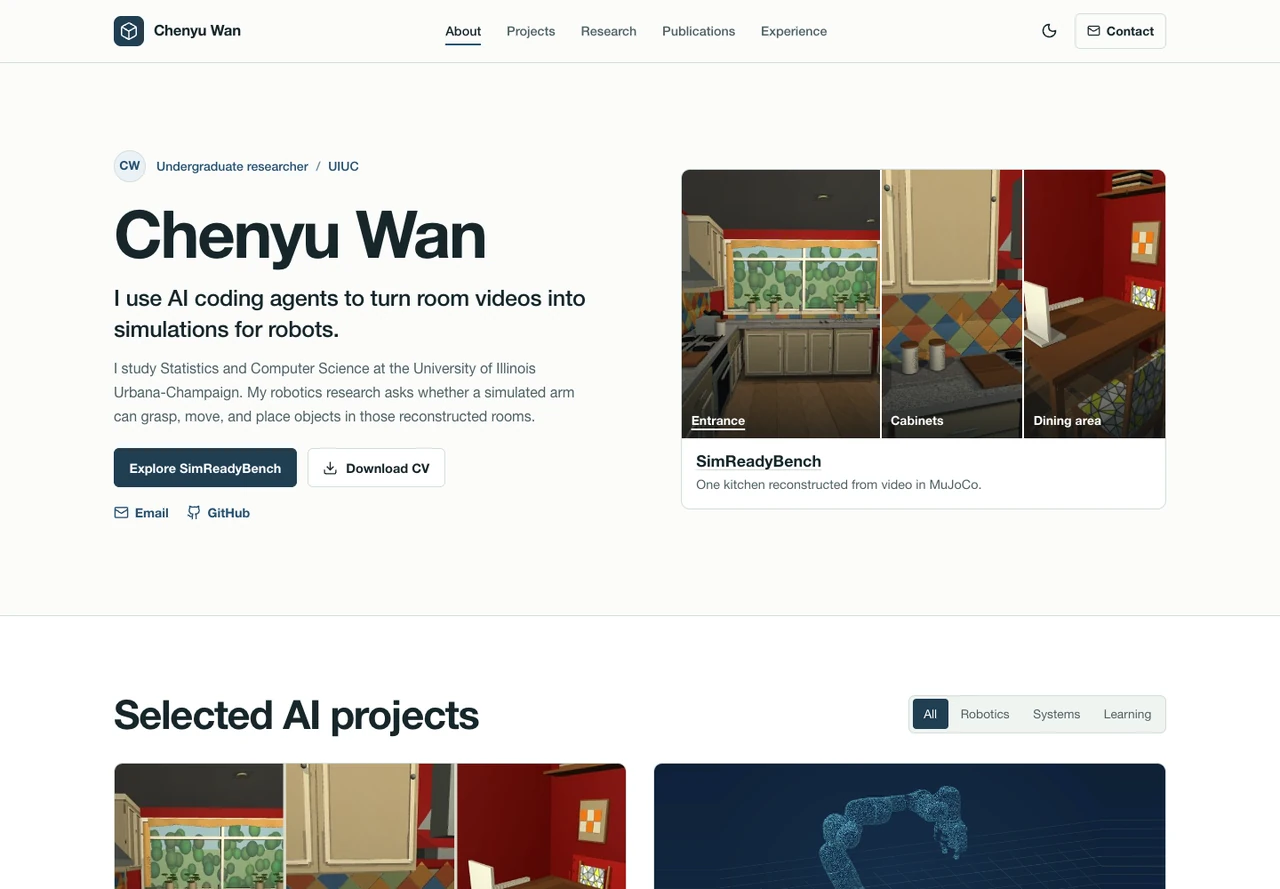 Chenyu Wan
About
Projects
Research
Publications
Experience
Contact
CW
Undergraduate researcher / UIUC
Chenyu Wan
I use AI coding agents to turn room videos into
simulations for robots.
I study Statistics and Computer Science at the University of Illinois
Urbana-Champaign. My robotics research asks whether a simulated arm
can grasp, move, and place objects in those reconstructed rooms.
Explore SimReadyBench
Download CV
Email
GitHub
Entrance
Cabinets
Dining area
SimReadyBench
One kitchen reconstructed from video in MuJoCo.
Selected AI projects
All
Robotics
Systems
Learning